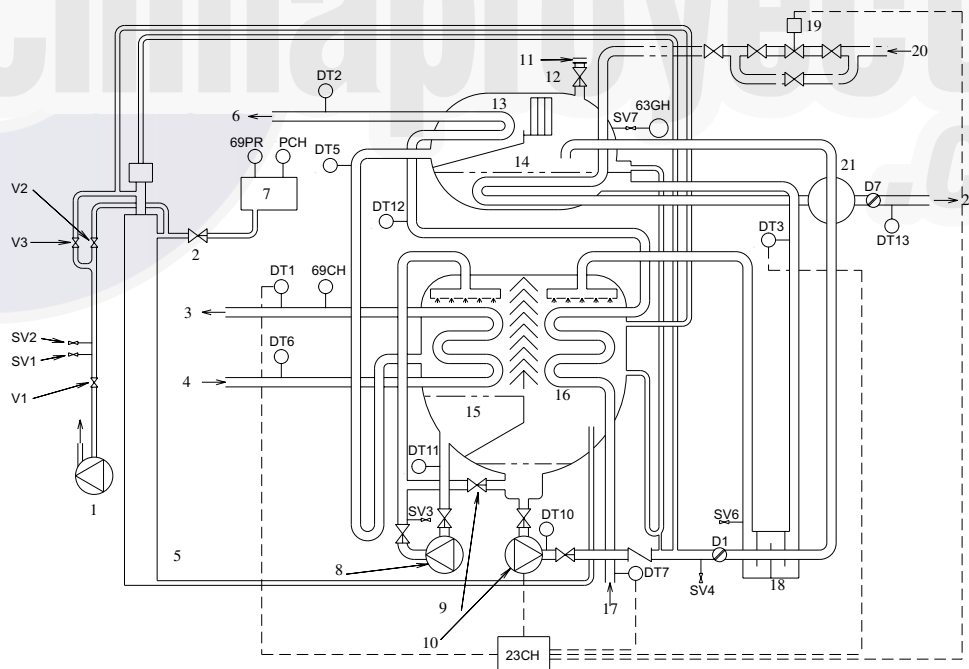 chinaproyect
.c
19
20
11
12
DT2
13
63GH
SV7
6
69PR
PCH
DT5
14
21
D7
2
V2
7
DT12
DT3
DT13
V3
2
DT1
69CH
3
SV2
DT6
SV1
4
V1
15
16
DT11
1
SV3
DT10
SV6
D1
5
8
DT7
SV4
18
9
17
10
23CH